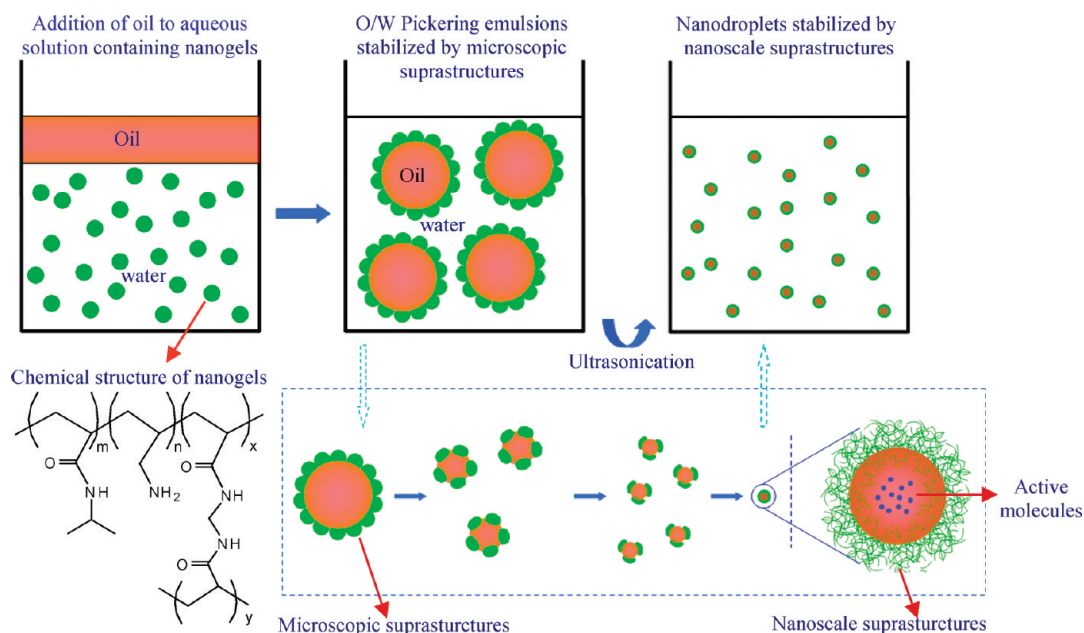 Addition of oil to aqueous
solution containing nanogels
O/W Pickering emulsions
stabilized by microscopic
suprastructures
Nanodroplets stabilized by
nanoscale suprastructures
Oil
water
Oil
water
Ultrasonication
Chemical structure of nanogels
m
n
x
O
NH
NH2
O
NH
NH
O
y
Active
molecules
Microscopic suprasturctures
Nanoscale suprasturctures